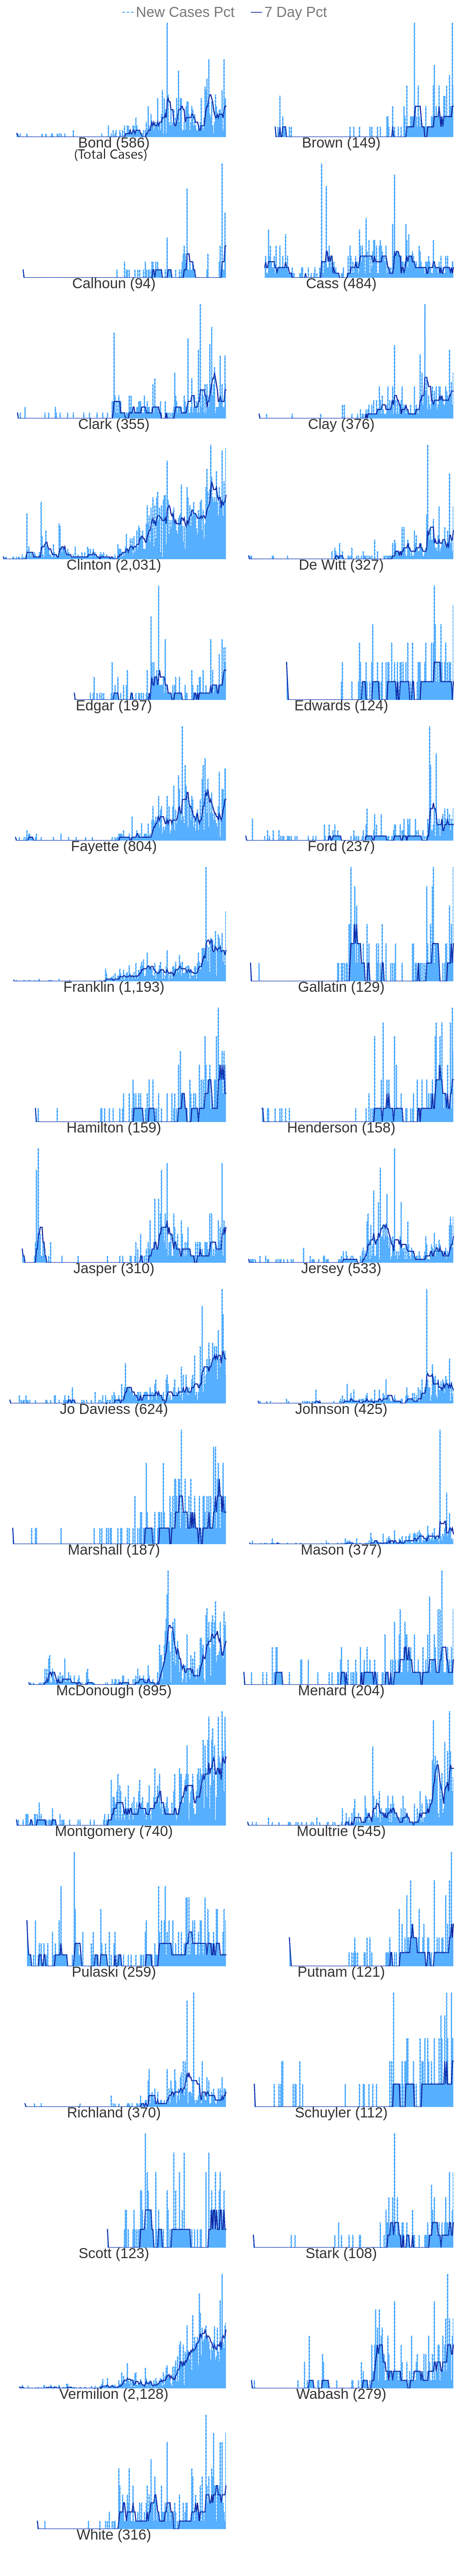 New Cases Pct 7 Day Pct
Bond (586) Brown (149)
(Total Cases)
Calhoun (94) Cass (484)
Clark (355) Clay (376)
Clinton (2,031) De Witt (327)
Edgar (197) Edwards (124)
Fayette (804) Ford (237)
Franklin (1,193) Gallatin (129)
Hamilton (159) Henderson (158)
Jasper (310) Jersey (533)
Jo Daviess (624) Johnson (425)
Marshall (187) Mason (377)
McDonough (895) Menard (204)
Montgomery (740) Moultrie (545)
Pulaski (259) Putnam (121)
Richland (370) Schuyler (112)
Scott (123) Stark (108)
Vermilion (2,128) Wabash (279)
White (316)